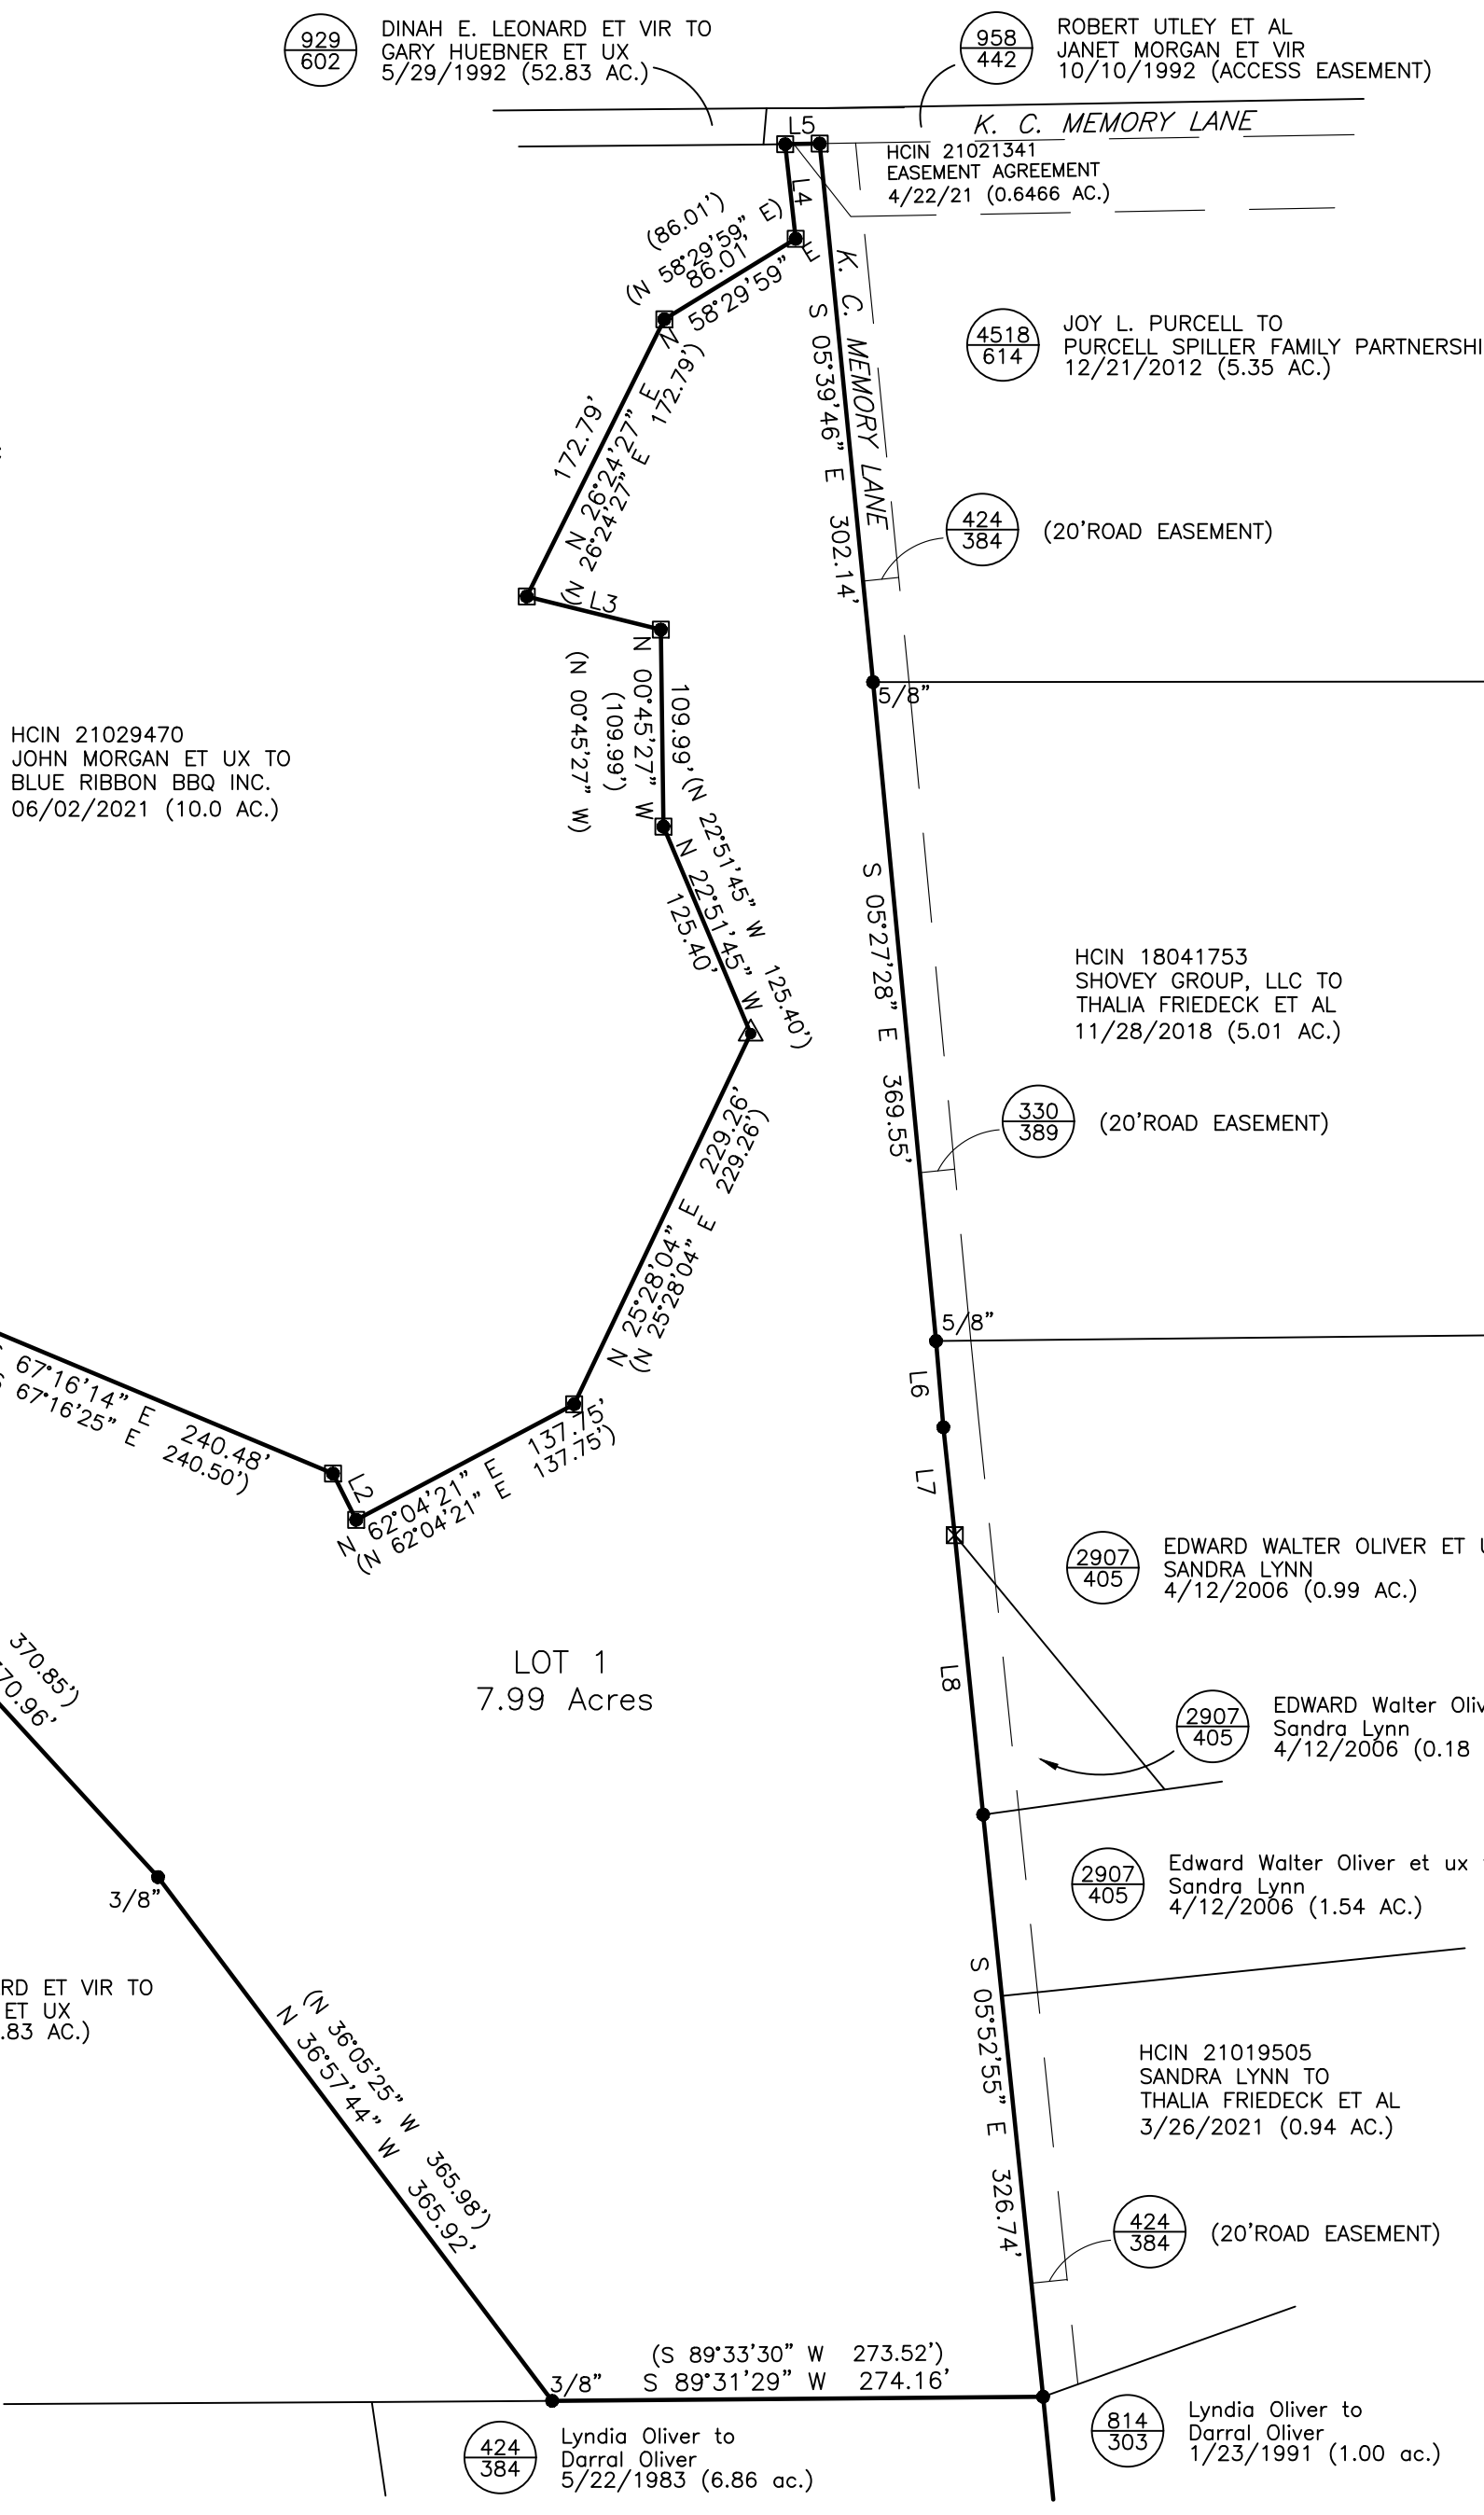 929
602
DINAH E. LEONARD ET VIR TO
GARY HUEBNER ET UX
5/29/1992 (52.83 AC.)
958
442
ROBERT UTLEY ET AL
JANET MORGAN ET VIR
10/10/1992 (ACCESS EASEMENT)
K. C. MEMORY LANE
L5
HCIN 21021341
EASEMENT AGREEMENT
4/22/21 (0.6466 AC.)
L4
(86.01')
(N 58°29'59" E)
86.01'
N 58°29'59" E
K. C. MEMORY LANE
S 05°39'46" E 302.14'
4518
614
JOY L. PURCELL TO
PURCELL SPILLER FAMILY PARTNERSHI
12/21/2012 (5.35 AC.)
172.79'
N 26°24'27" E
(N 26°24'27" E 172.79')
424
384
(20'ROAD EASEMENT)
L3
5/8"
N 00°45'27" W
109.99'
(109.99')
(N 00°45'27" W)
HCIN 21029470
JOHN MORGAN ET UX TO
BLUE RIBBON BBQ INC.
06/02/2021 (10.0 AC.)
(N 22°51'45" W 125.40')
N 22°51'45" W
125.40'
S 05°27'28" E 369.55'
HCIN 18041753
SHOVEY GROUP, LLC TO
THALIA FRIEDECK ET AL
11/28/2018 (5.01 AC.)
330
389
(20'ROAD EASEMENT)
N 25°28'04" E 229.26'
(N 25°28'04" E 229.26')
5/8"
L6
67°16'14" E 240.48'
67°16'25" E 240.50')
L2
N 62°04'21" E 137.75'
(N 62°04'21" E 137.75')
L7
2907
405
EDWARD WALTER OLIVER ET
SANDRA LYNN
4/12/2006 (0.99 AC.)
LOT 1
7.99 Acres
L8
370.85')
70.96'
2907
405
EDWARD Walter Oliv
Sandra Lynn
4/12/2006 (0.18
3/8"
2907
405
Edward Walter Oliver et ux
Sandra Lynn
4/12/2006 (1.54 AC.)
RD ET VIR TO
ET UX
.83 AC.)
(N 36°05'25" W 365.98')
N 36°57'44" W 365.92'
S 05°52'55" E 326.74'
HCIN 21019505
SANDRA LYNN TO
THALIA FRIEDECK ET AL
3/26/2021 (0.94 AC.)
424
384
(20'ROAD EASEMENT)
(S 89°33'30" W 273.52')
3/8"
S 89°31'29" W 274.16'
424
384
Lyndia Oliver to
Darral Oliver
5/22/1983 (6.86 ac.)
814
303
Lyndia Oliver to
Darral Oliver
1/23/1991 (1.00 ac.)